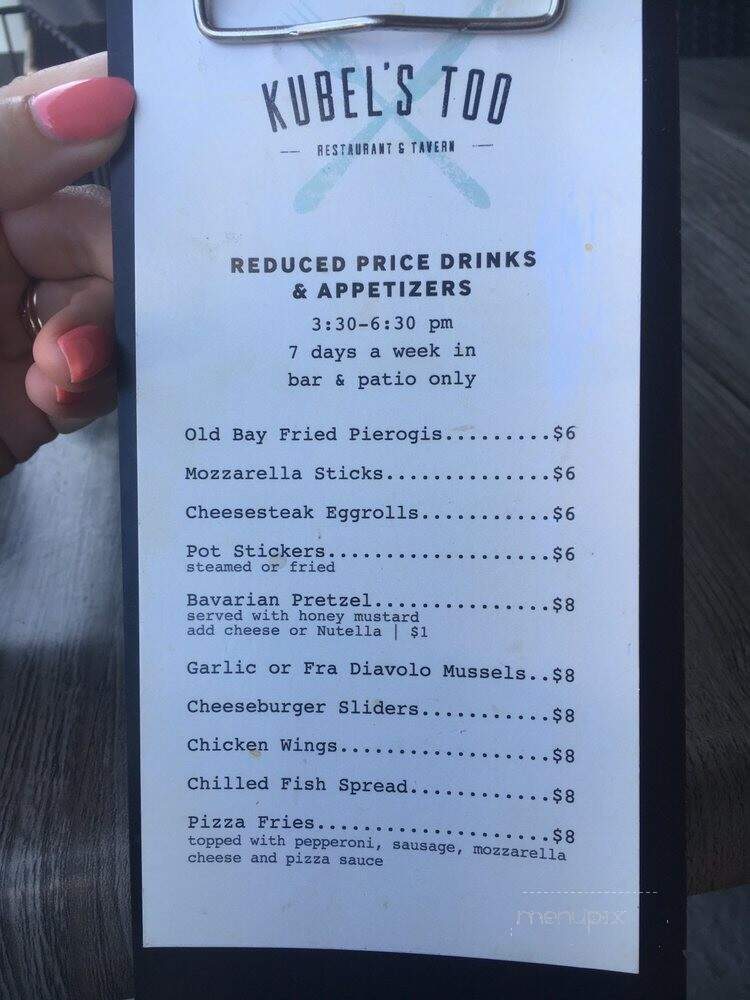 KUBEL'S TOO
RESTAURANT & TAVERN
REDUCED PRICE DRINKS
& APPETIZERS
3:30-6:30 pm
7 days a week in
bar & patio only
Old Bay Fried Pierogis.........$6
Mozzarella Sticks..............$6
Cheesesteak Eggrolls...........$6
Pot Stickers...................$6
steamed or fried
Bavarian Pretzel...............$8
served with honey mustard
add cheese or Nutella | $1
Garlic or Fra Diavolo Mussels..$8
Cheeseburger Sliders...........$8
Chicken Wings..................$8
Chilled Fish Spread............$8
Pizza Fries....................$8
topped with pepperoni, sausage, mozzarella
cheese and pizza sauce
menupix